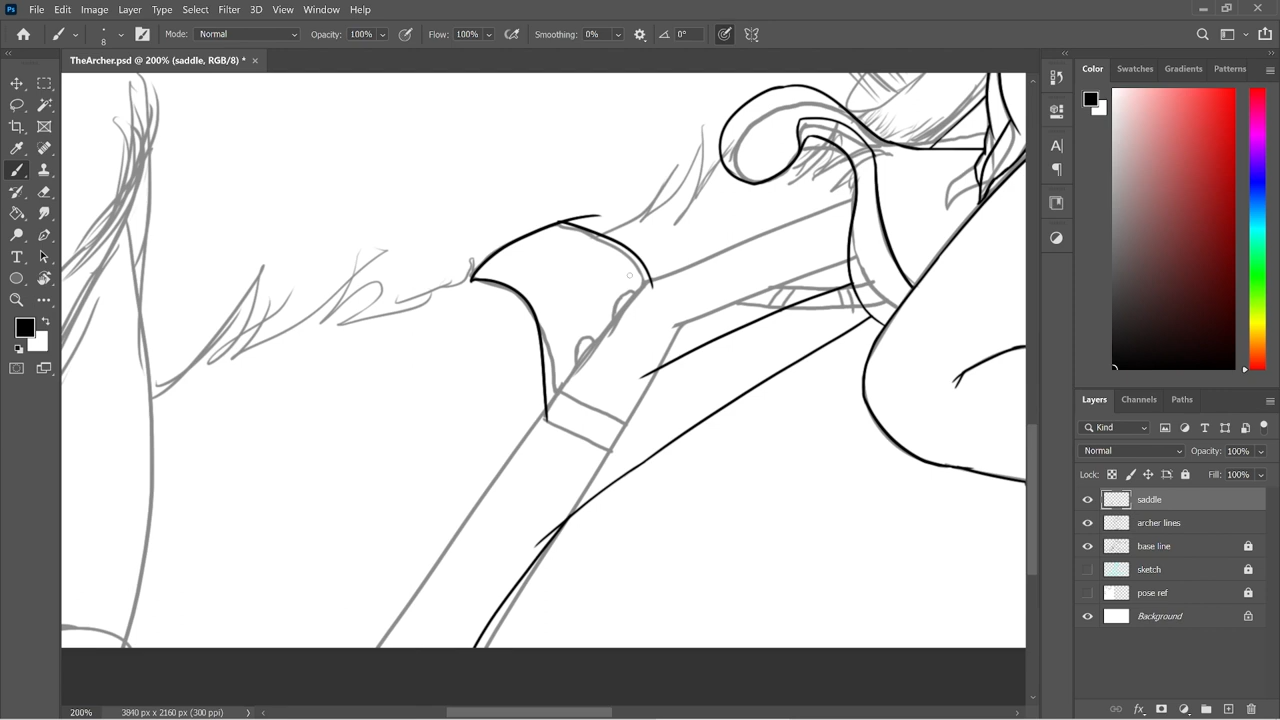 Ps File Edit Image Layer Type Select Filter 3D View Window Help
8 Mode: Normal Opacity: 100% Flow: 100% Smoothing: 0% 0°
TheArcher.psd @ 200% (saddle, RGB/8) *
Color Swatches Gradients Patterns
Layers Channels Paths
Kind
Normal Opacity: 100%
Lock: Fill: 100%
saddle
archer lines
base line
sketch
pose ref
Background
200% 3840 px x 2160 px (300 ppi)